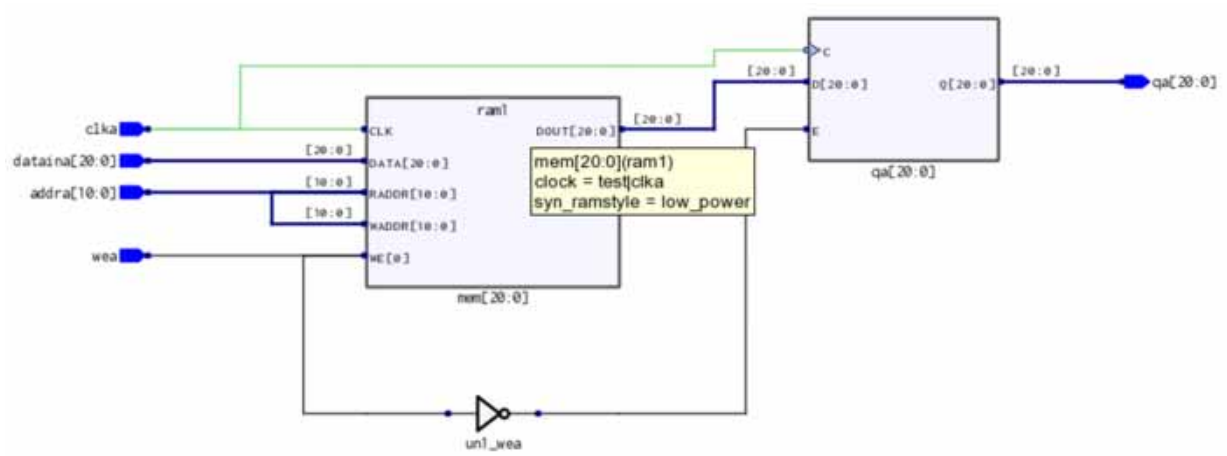 C
[20:0]
[20:0]
D[20:0]
Q[20:0]
qa[20:0]
ram1
clka
CLK
DOUT[20:0]
[20:0]
E
dataina[20:0]
[20:0]
DATA[20:0]
mem[20:0](ram1)
qa[20:0]
addra[10:0]
[10:0]
RADDR[10:0]
clock = test|clka
syn_ramstyle = low_power
[10:0]
WADDR[10:0]
wea
WE[0]
mem[20:0]
un1_wea